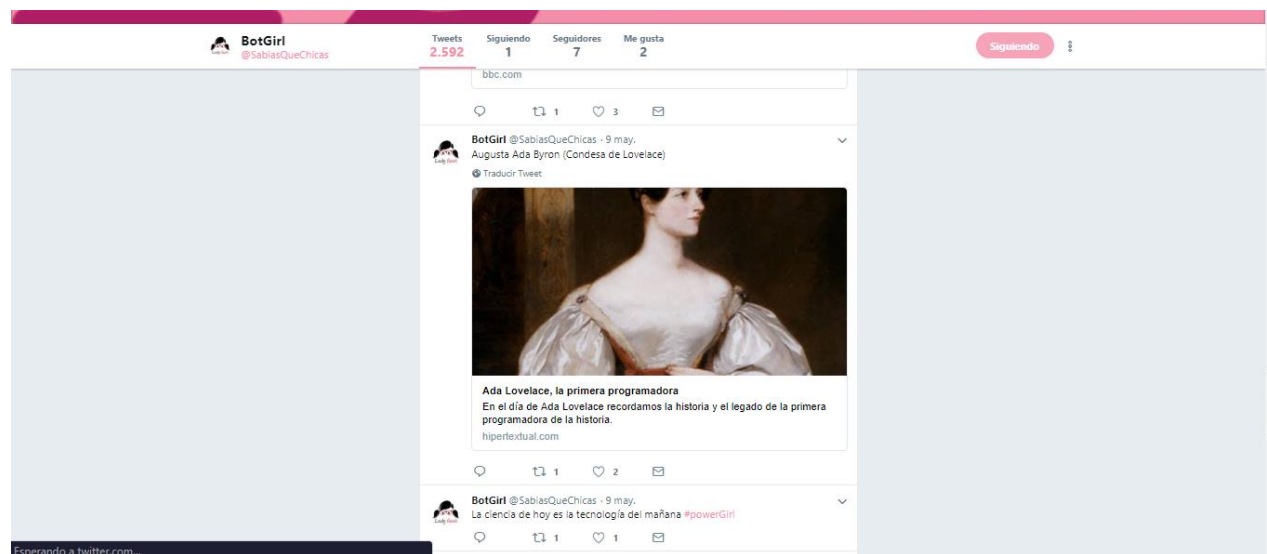 BotGirl
@SabiasQueChicas
Tweets Siguiendo Seguidores Me gusta
2.592 1 7 2
Siguiendo
bbc.com
1 3
BotGirl @SabiasQueChicas · 9 may.
Augusta Ada Byron (Condesa de Lovelace)
Traducir Tweet
Ada Lovelace, la primera programadora
En el día de Ada Lovelace recordamos la historia y el legado de la primera
programadora de la historia.
hipertextual.com
1 2
BotGirl @SabiasQueChicas · 9 may.
La ciencia de hoy es la tecnología del mañana #powerGirl
1 1
Esperando a twitter.com...